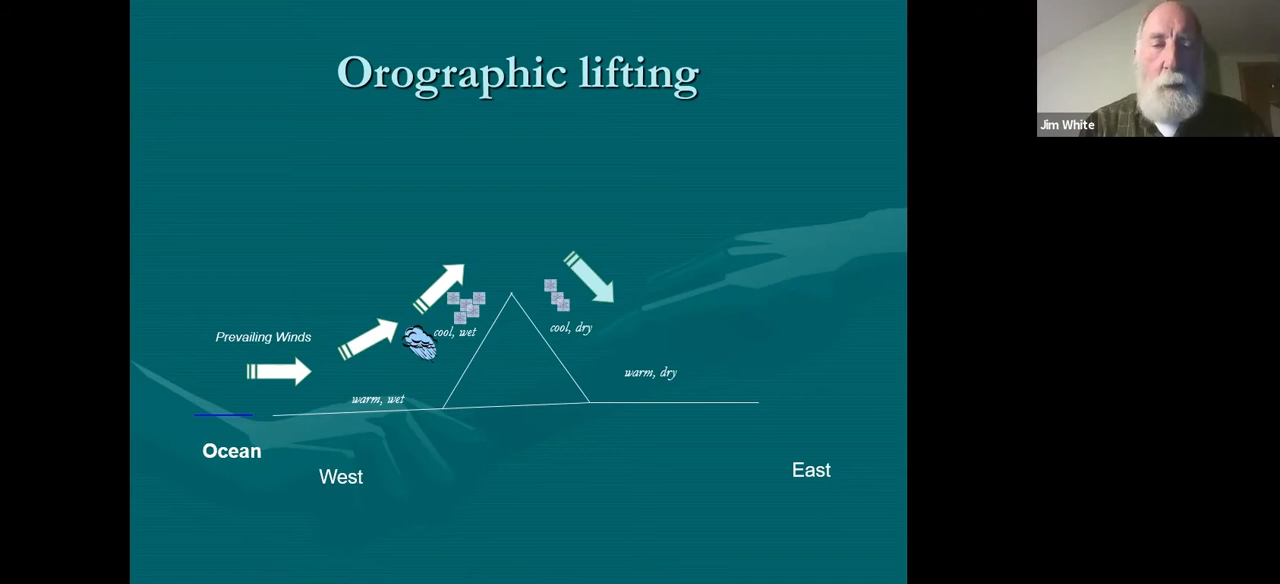 Orographic lifting
Jim White
Prevailing Winds
cool, wet
cool, dry
warm, wet
warm, dry
Ocean
West
East